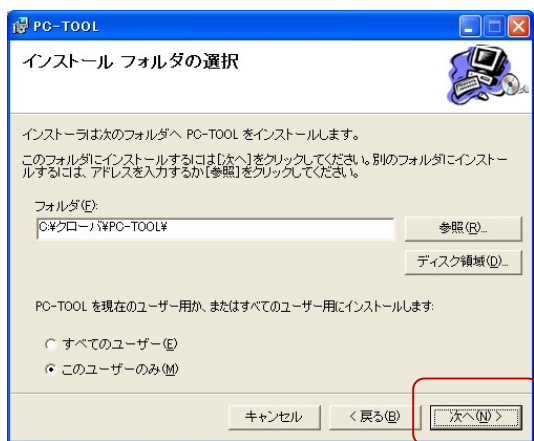 PC-TOOL
インストール フォルダの選択
インストーラは次のフォルダへ PC-TOOL をインストールします。
このフォルダにインストールするには[次へ]をクリックしてください。別のフォルダにインストー
ルするには、アドレスを入力するか[参照]をクリックしてください。
フォルダ(F):
C:¥クローバ¥PC-TOOL¥
参照(R)...
ディスク領域(D)...
PC-TOOL を現在のユーザー用か、またはすべてのユーザー用にインストールします:
すべてのユーザー(E)
このユーザーのみ(M)
キャンセル
< 戻る(B)
次へ(N) >